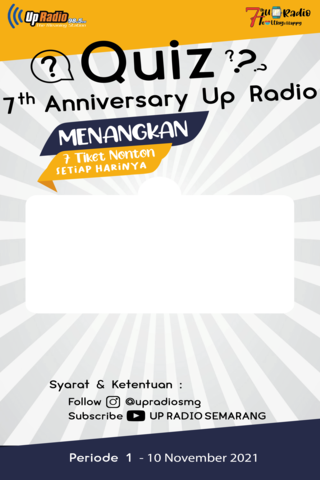 Up Radio
Quiz ???
7th Anniversary Up Radio
MENANGKAN
7 Tiket Nonton
SETIAP HARINYA
Syarat & Ketentuan :
Follow @upradiosmg
Subscribe UP RADIO SEMARANG
Periode 1 - 10 November 2021